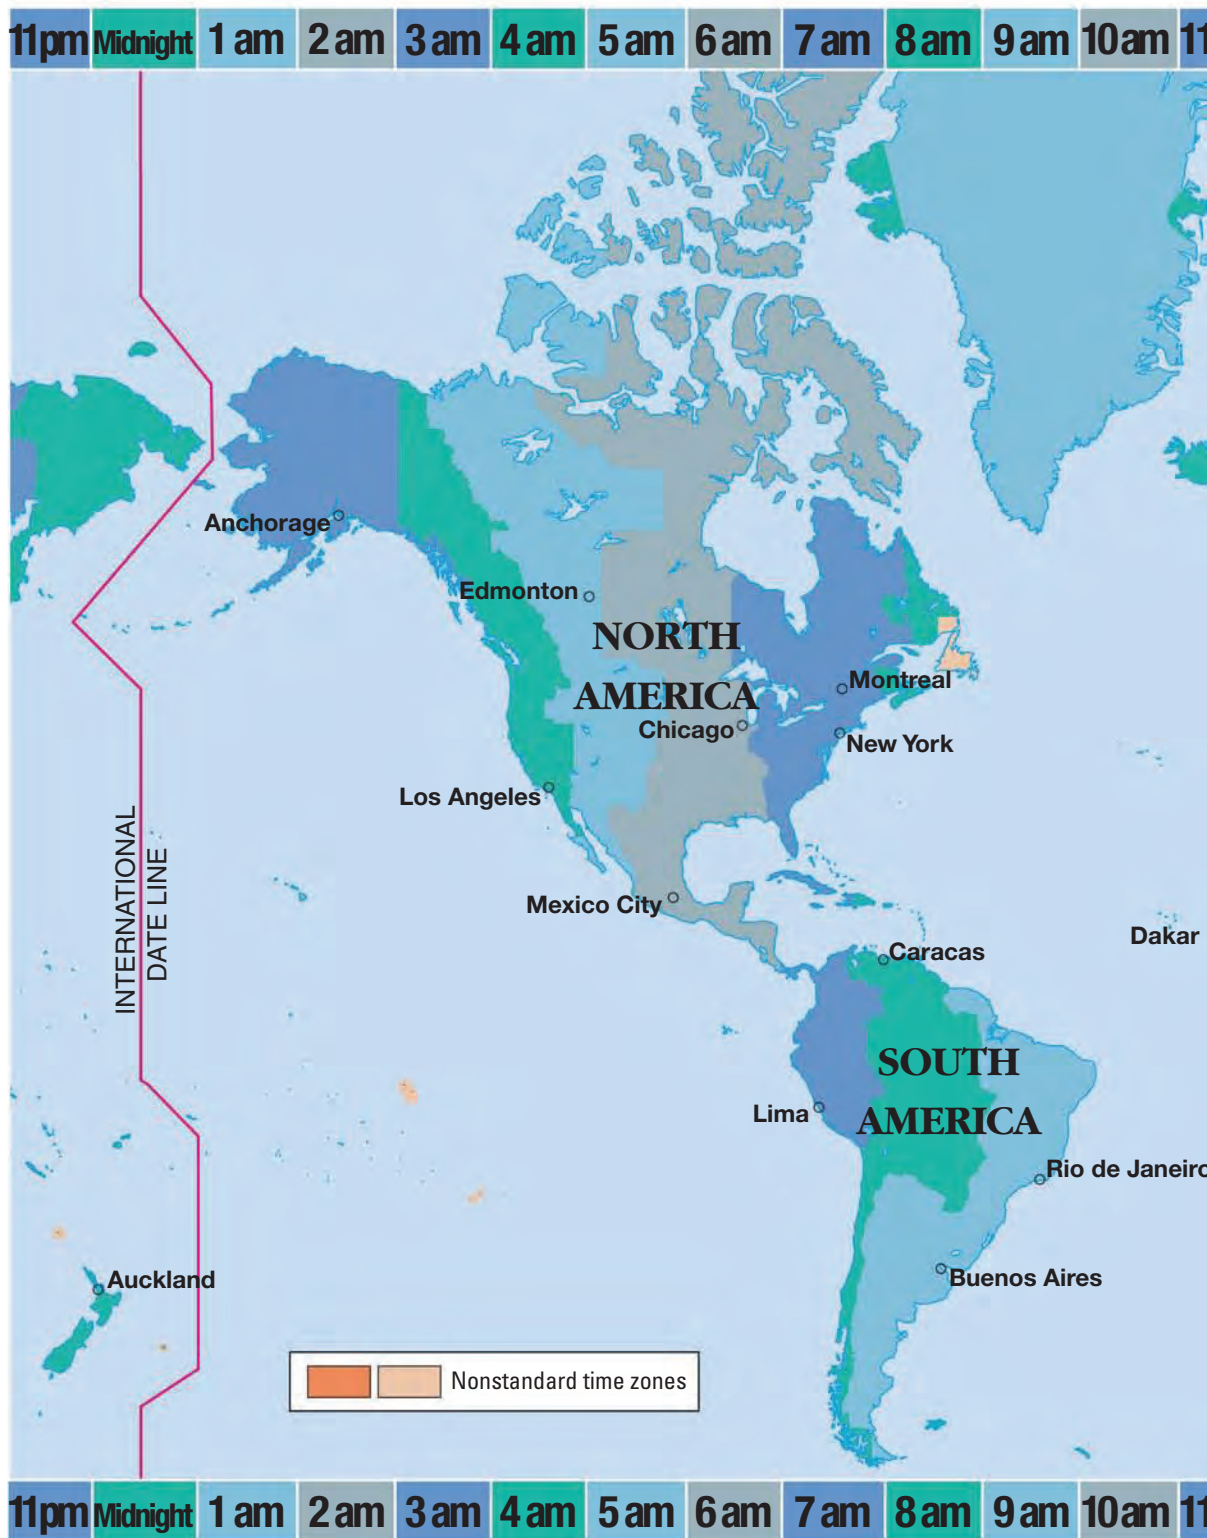 11pm Midnight 1 am 2 am 3 am 4 am 5 am 6 am 7 am 8 am 9 am 10 am 11
Anchorage
Edmonton
NORTH
AMERICA
Montreal
Chicago
New York
Los Angeles
INTERNATIONAL
DATE LINE
Mexico City
Dakar
Caracas
SOUTH
AMERICA
Lima
Rio de Janeiro
Auckland
Buenos Aires
Nonstandard time zones
11pm Midnight 1 am 2 am 3 am 4 am 5 am 6 am 7 am 8 am 9 am 10 am 11